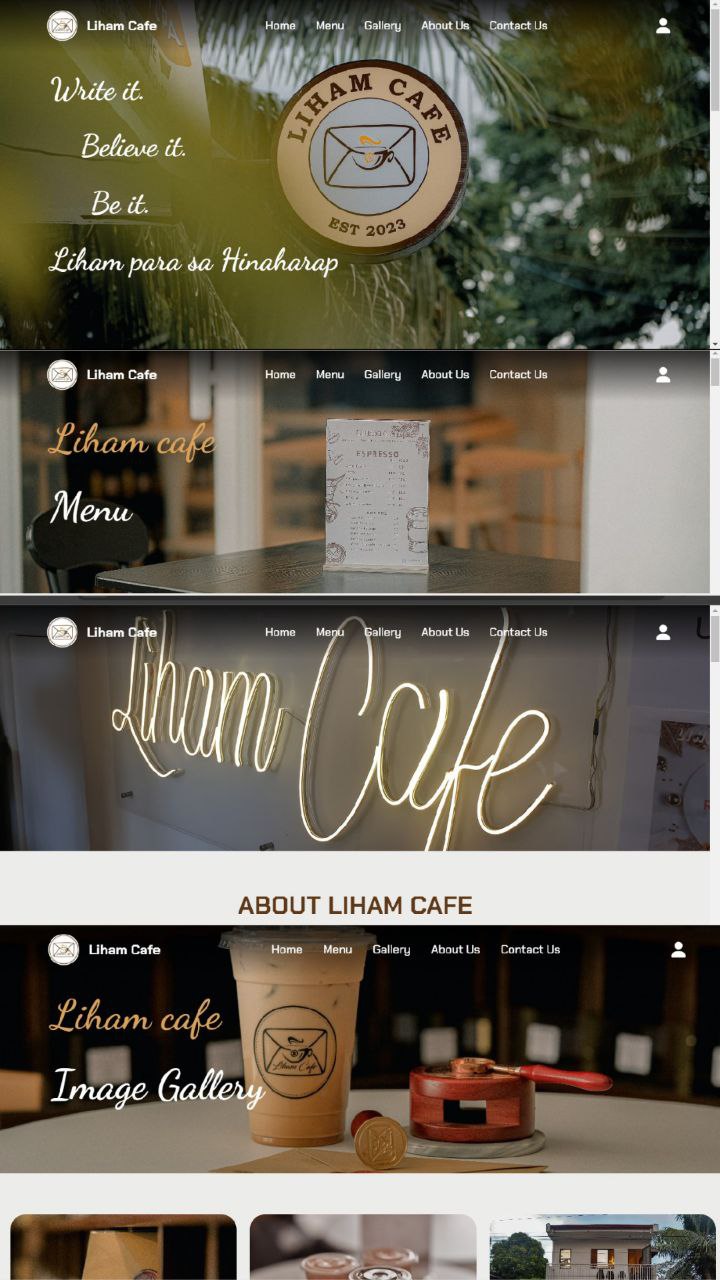 Liham Cafe
Home Menu Gallery About Us Contact Us
Write it.
Believe it.
Be it.
Liham para sa Hinaharap
LIHAM CAFE
EST 2023
Liham Cafe
Home Menu Gallery About Us Contact Us
Liham cafe
Menu
ESPRESSO
Liham Cafe
Home Menu Gallery About Us Contact Us
Liham Cafe
ABOUT LIHAM CAFE
Liham Cafe
Home Menu Gallery About Us Contact Us
Liham cafe
Image Gallery
Liham Cafe